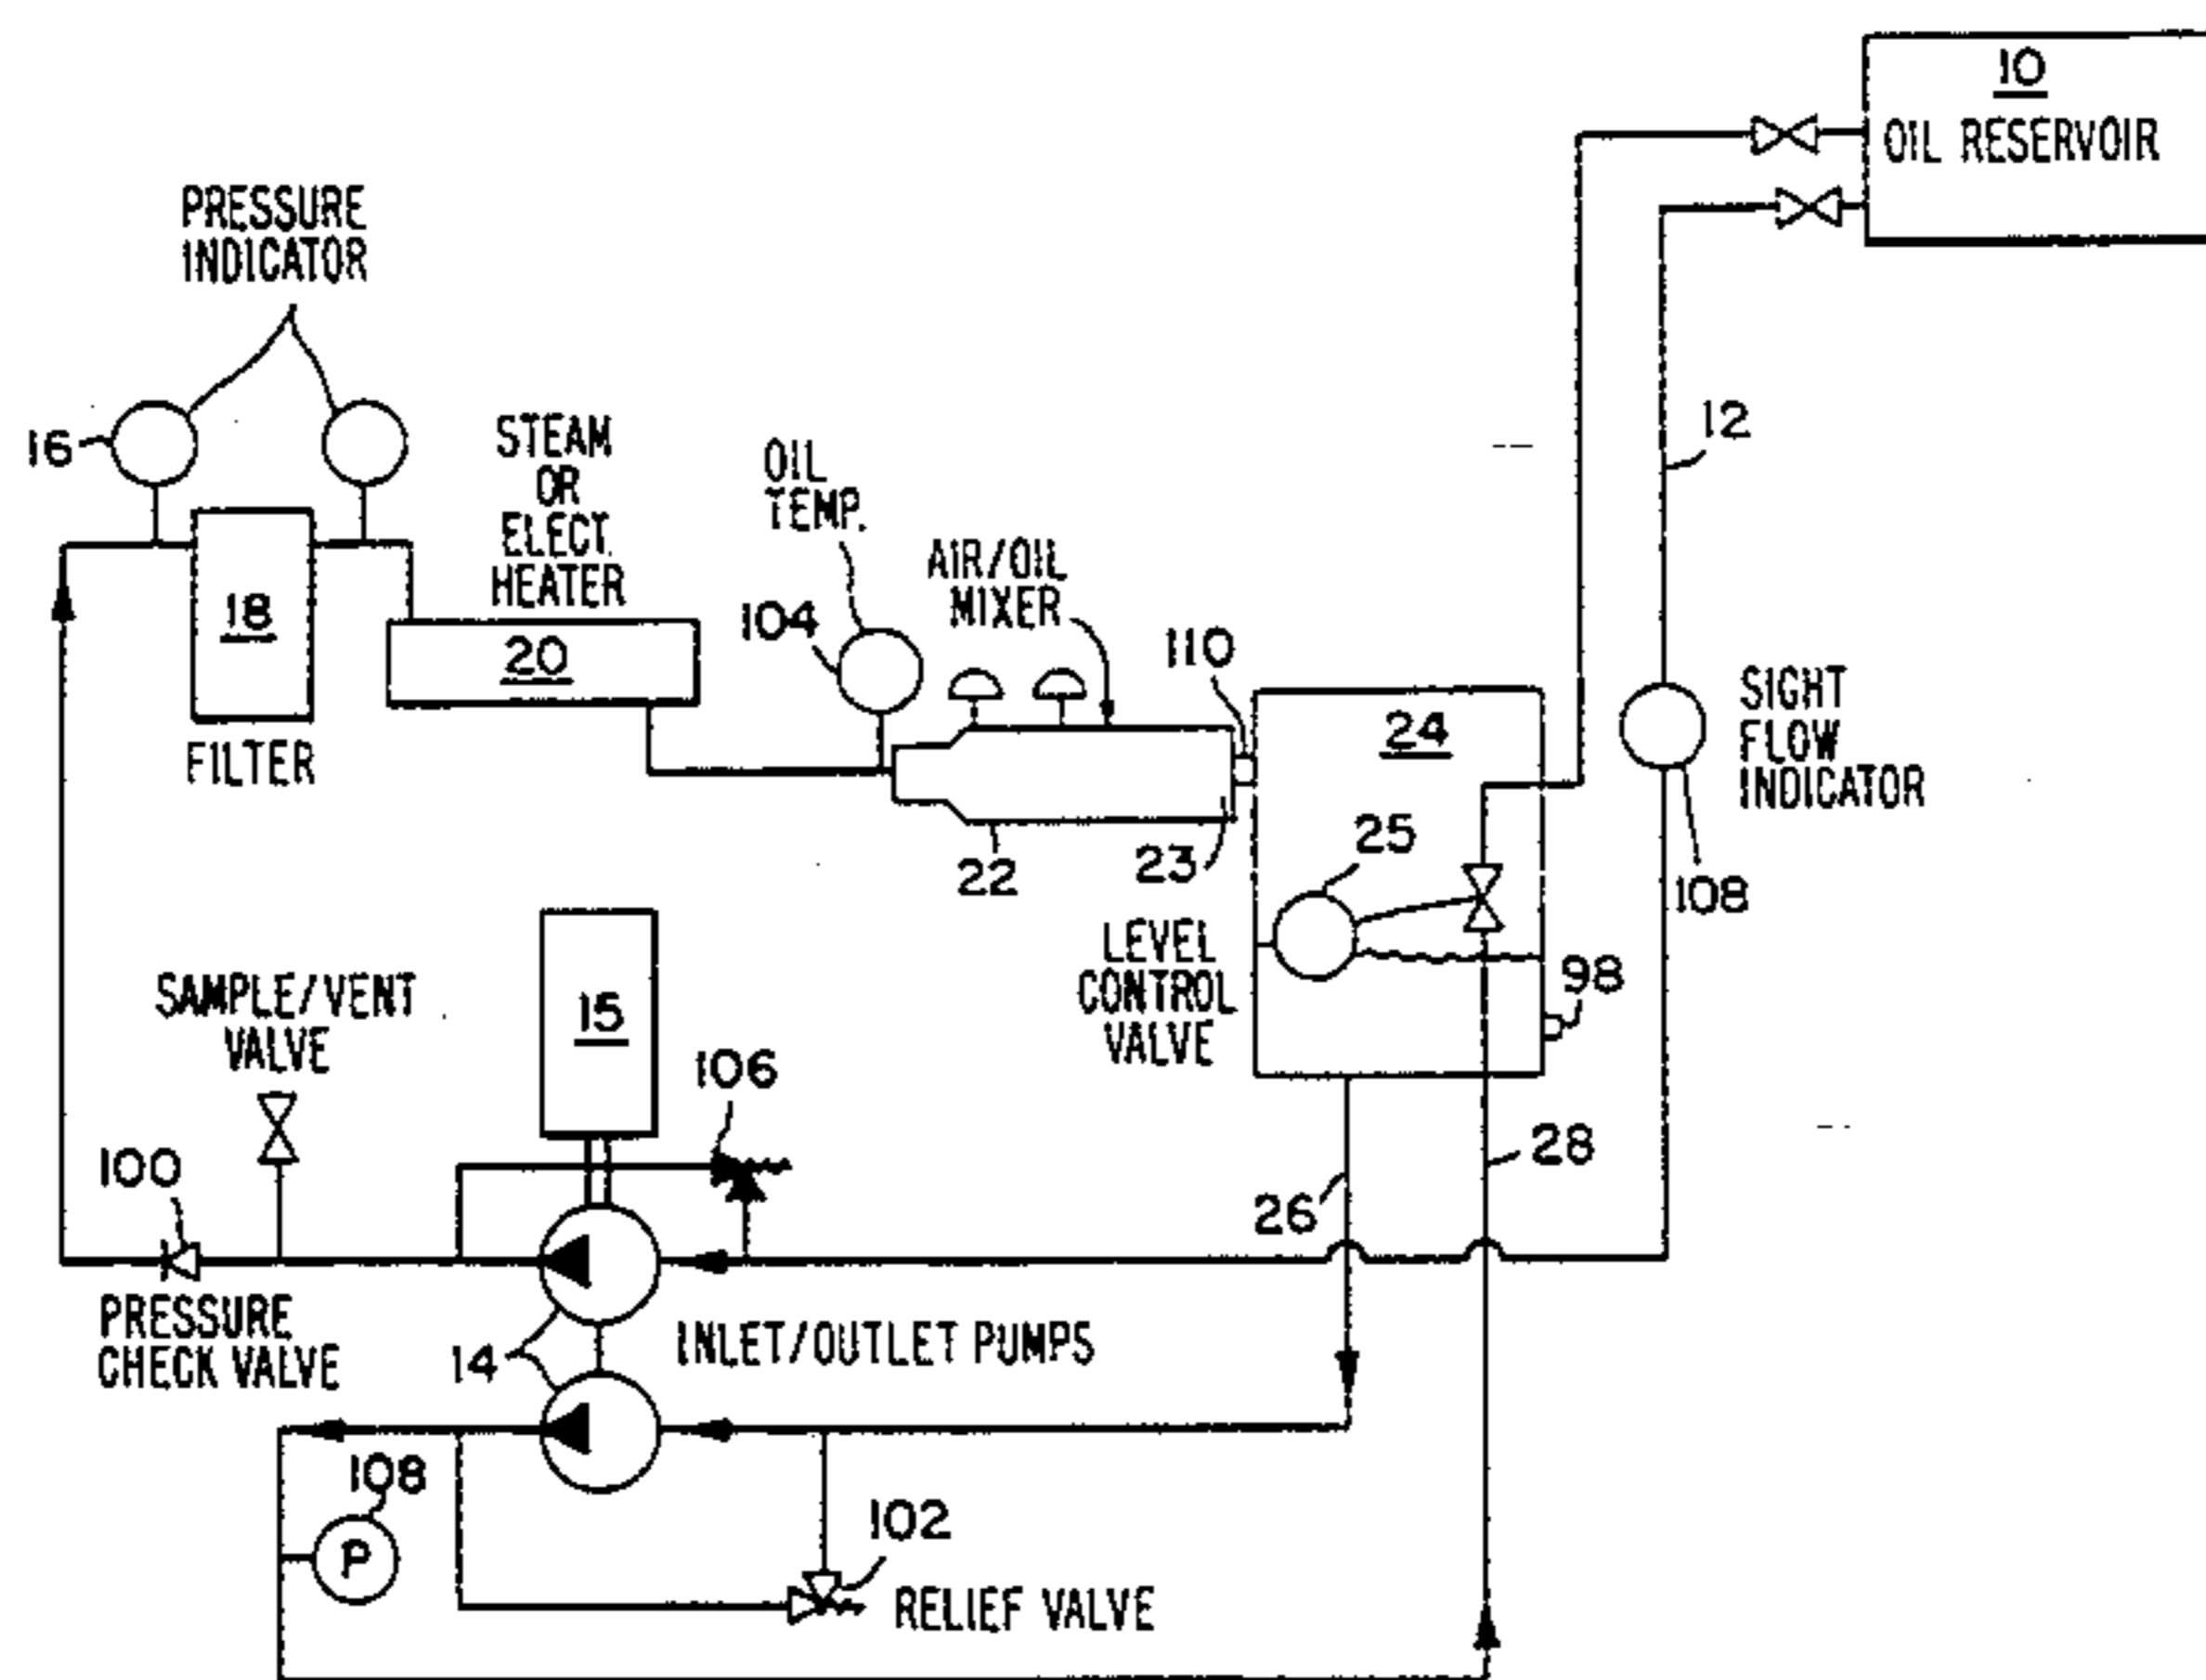 10
OIL RESERVOIR
PRESSURE
INDICATOR
16
STEAM
OR
ELECT.
HEATER
OIL
TEMP.
AIR/OIL
MIXER
12
104
110
18
20
24
SIGHT
FLOW
INDICATOR
FILTER
22
23
25
108
LEVEL
CONTROL
VALVE
98
SAMPLE/VENT
VALVE
15
106
100
28
26
PRESSURE
CHECK VALVE
14
INLET/OUTLET PUMPS
108
P
102
RELIEF VALVE